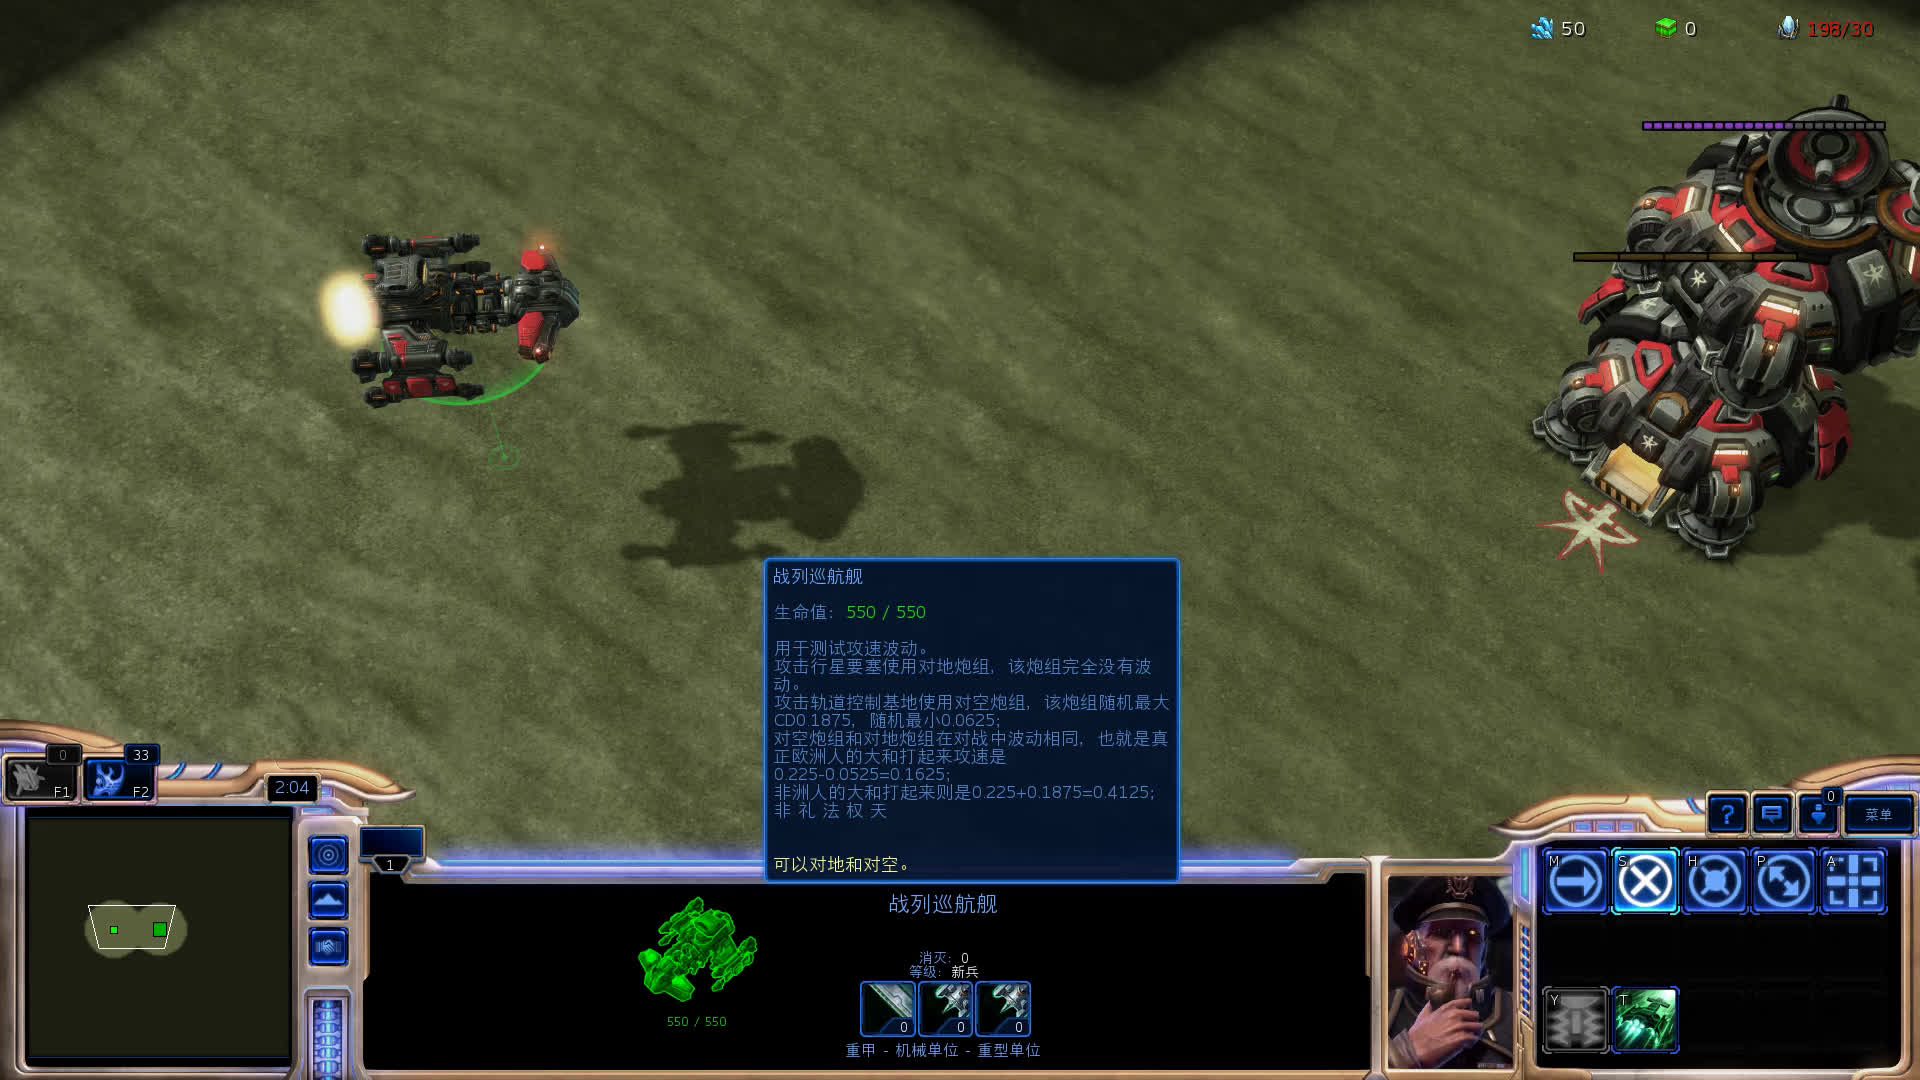 50
0
198/30
战列巡航舰
生命值： 550 / 550
用于测试攻速波动。
攻击行星要塞使用对地炮组，该炮组完全没有波
动。
攻击轨道控制基地使用对空炮组，该炮组随机最大
CD0.1875，随机最小0.0625;
对空炮组和对地炮组在对战中波动相同，也就是真
正欧洲人的大和打起来攻速是
0.225-0.0525=0.1625;
非洲人的大和打起来则是0.225+0.1875=0.4125;
非 礼 法 权 天
可以对地和对空。
0
33
F1
F2
2:04
1
0
菜单
战列巡航舰
消灭: 0
等级: 新兵
0
0
0
550 / 550
重甲 - 机械单位 - 重型单位
M
S
H
P
A
Y
T
?